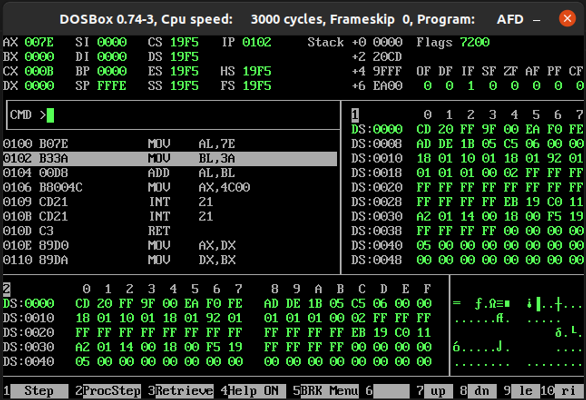 DOSBox 0.74-3, Cpu speed: 3000 cycles, Frameskip 0, Program: AFD
AX 007E SI 0000 CS 19F5 IP 0102 Stack +0 0000 Flags 7200
BX 0000 DI 0000 DS 19F5 +2 20CD
CX 000B BP 0000 ES 19F5 HS 19F5 +4 9FFF OF DF IF SF ZF AF PF CF
DX 0000 SP FFFE SS 19F5 FS 19F5 +6 EA00 0 0 1 0 0 0 0 0
CMD >
1 0 1 2 3 4 5 6 7
DS:0000 CD 20 FF 9F 00 EA F0 FE
DS:0008 AD DE 1B 05 C5 06 00 00
0100 B07E MOV AL,7E DS:0010 18 01 10 01 18 01 92 01
0102 B33A MOV BL,3A DS:0018 01 01 01 00 02 FF FF FF
0104 00D8 ADD AL,BL DS:0020 FF FF FF FF FF FF FF FF
0106 B8004C MOV AX,4C00 DS:0028 FF FF FF FF EB 19 C0 11
0109 CD21 INT 21 DS:0030 A2 01 14 00 18 00 F5 19
010B CD21 INT 21 DS:0038 FF FF FF FF 00 00 00 00
010D C3 RET DS:0040 05 00 00 00 00 00 00 00
010E 89D0 MOV AX,DX DS:0048 00 00 00 00 00 00 00 00
0110 89DA MOV DX,BX
2 0 1 2 3 4 5 6 7 8 9 A B C D E F
DS:0000 CD 20 FF 9F 00 EA F0 FE AD DE 1B 05 C5 06 00 00
DS:0010 18 01 10 01 18 01 92 01 01 01 01 00 02 FF FF FF
DS:0020 FF FF FF FF FF FF FF FF FF FF FF FF EB 19 C0 11
DS:0030 A2 01 14 00 18 00 F5 19 FF FF FF FF 00 00 00 00
DS:0040 05 00 00 00 00 00 00 00 00 00 00 00 00 00 00 00
1 Step 2 ProcStep 3 Retrieve 4 Help ON 5 BRK Menu 6 7 up 8 dn 9 le 10 ri